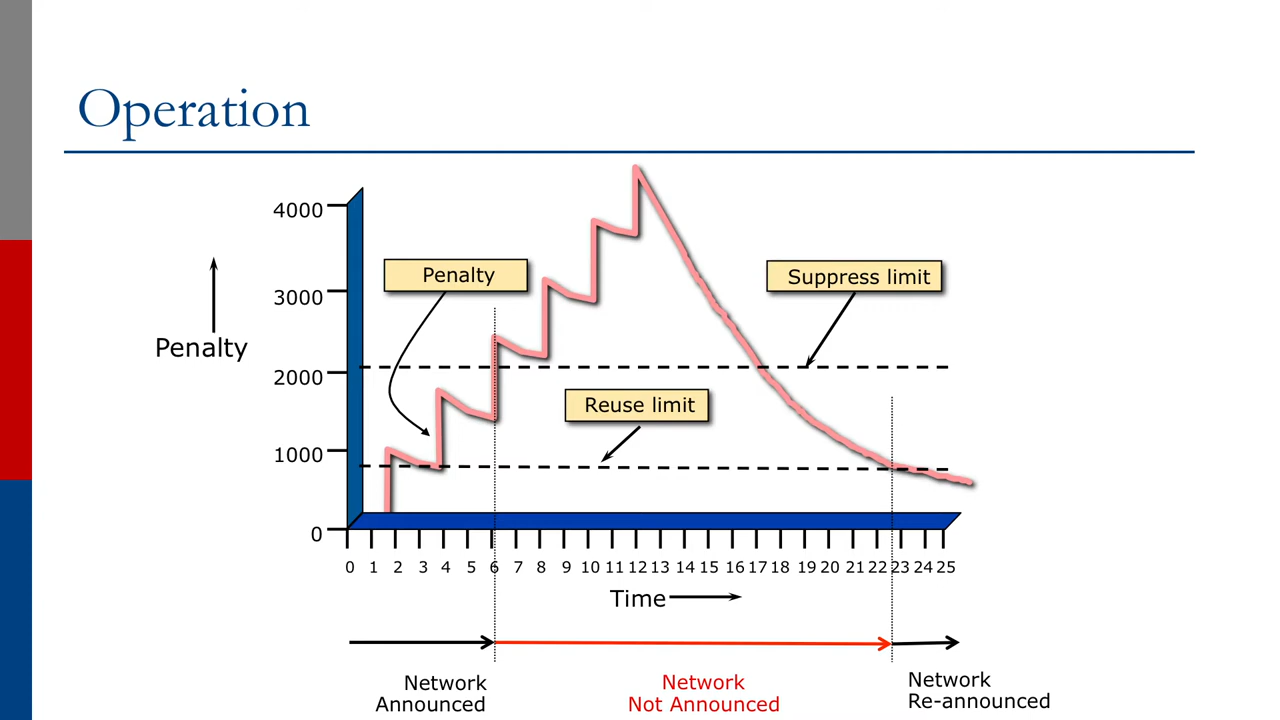 Operation
4000
3000
2000
1000
0
Penalty
Penalty
Suppress limit
Reuse limit
0 1 2 3 4 5 6 7 8 9 10 11 12 13 14 15 16 17 18 19 20 21 22 23 24 25
Time
Network
Announced
Network
Not Announced
Network
Re-announced